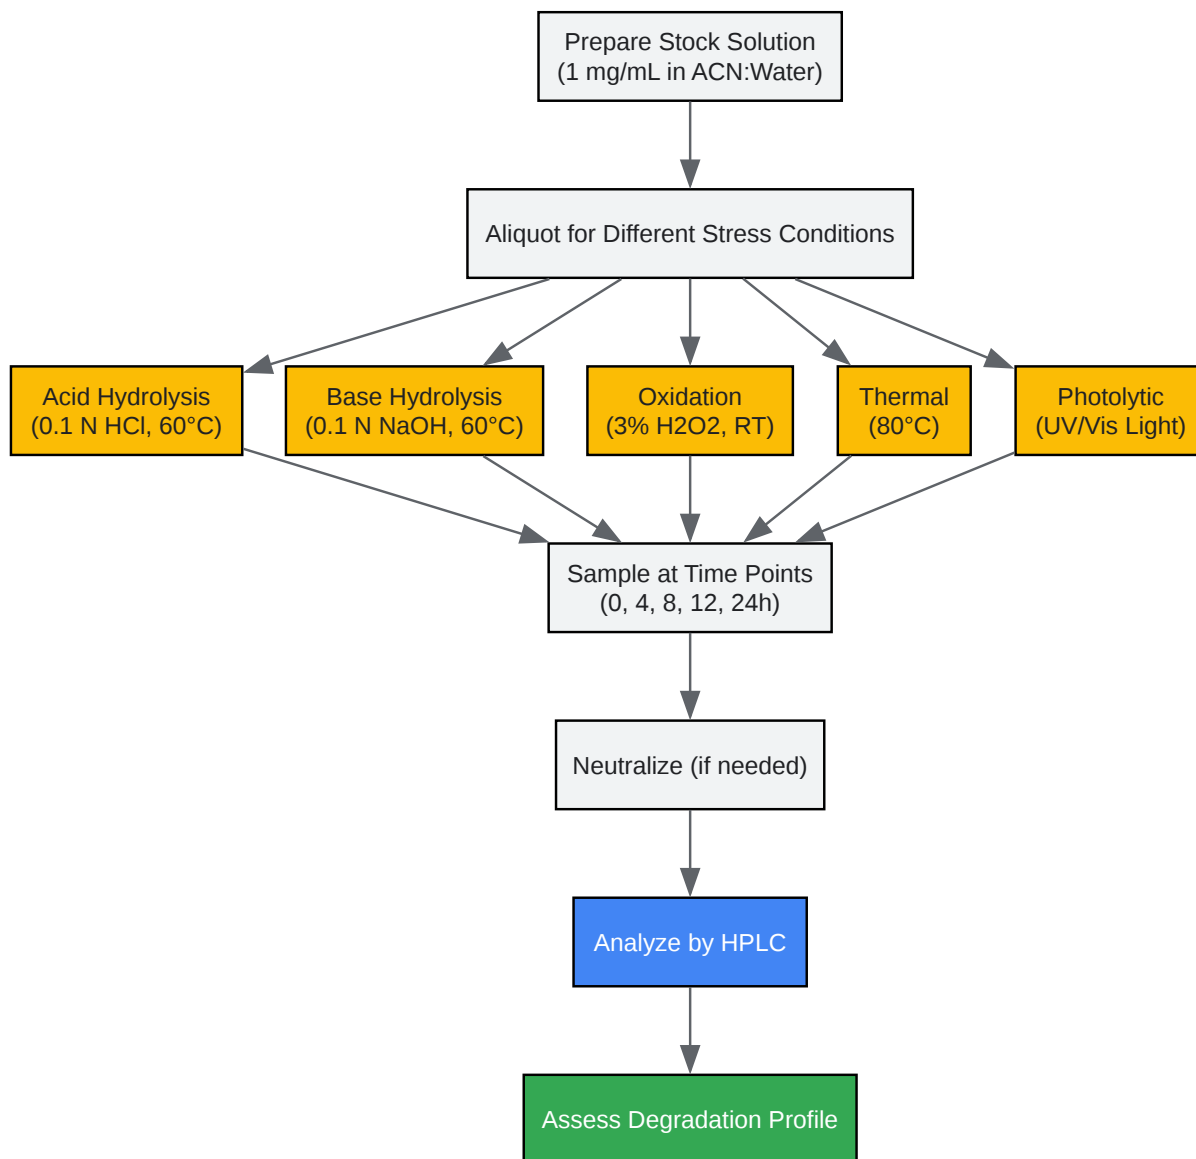 Prepare Stock Solution
(1 mg/mL in ACN:Water)
Aliquot for Different Stress Conditions
Acid Hydrolysis
(0.1 N HCl, 60°C)
Base Hydrolysis
(0.1 N NaOH, 60°C)
Oxidation
(3% H2O2, RT)
Thermal
(80°C)
Photolytic
(UV/Vis Light)
Sample at Time Points
(0, 4, 8, 12, 24h)
Neutralize (if needed)
Analyze by HPLC
Assess Degradation Profile